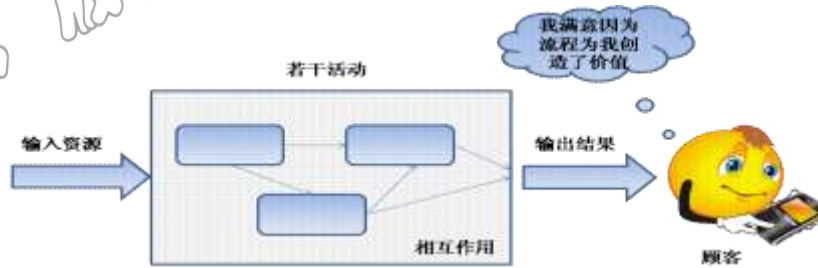 我满意因为
流程为我创
造了价值
若干活动
输入资源
输出结果
相互作用
顾客